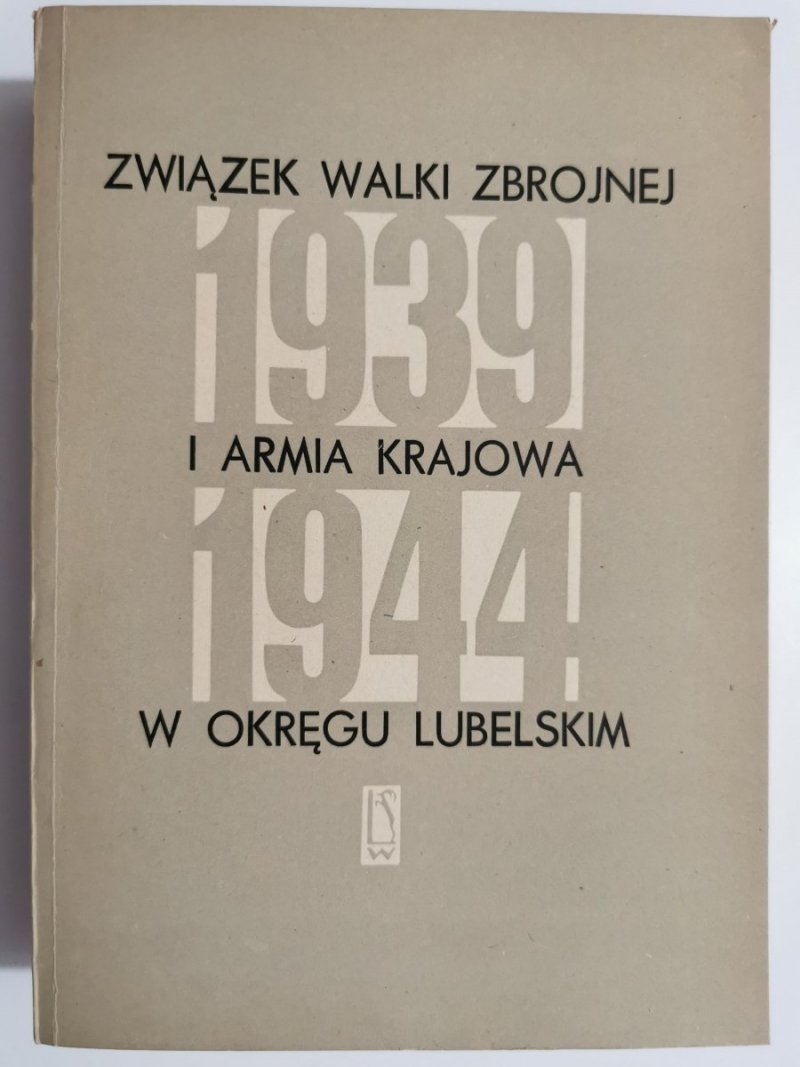 ZWIĄZEK WALKI ZBROJNEJ
1939
I ARMIA KRAJOWA
1944
W OKRĘGU LUBELSKIM
W